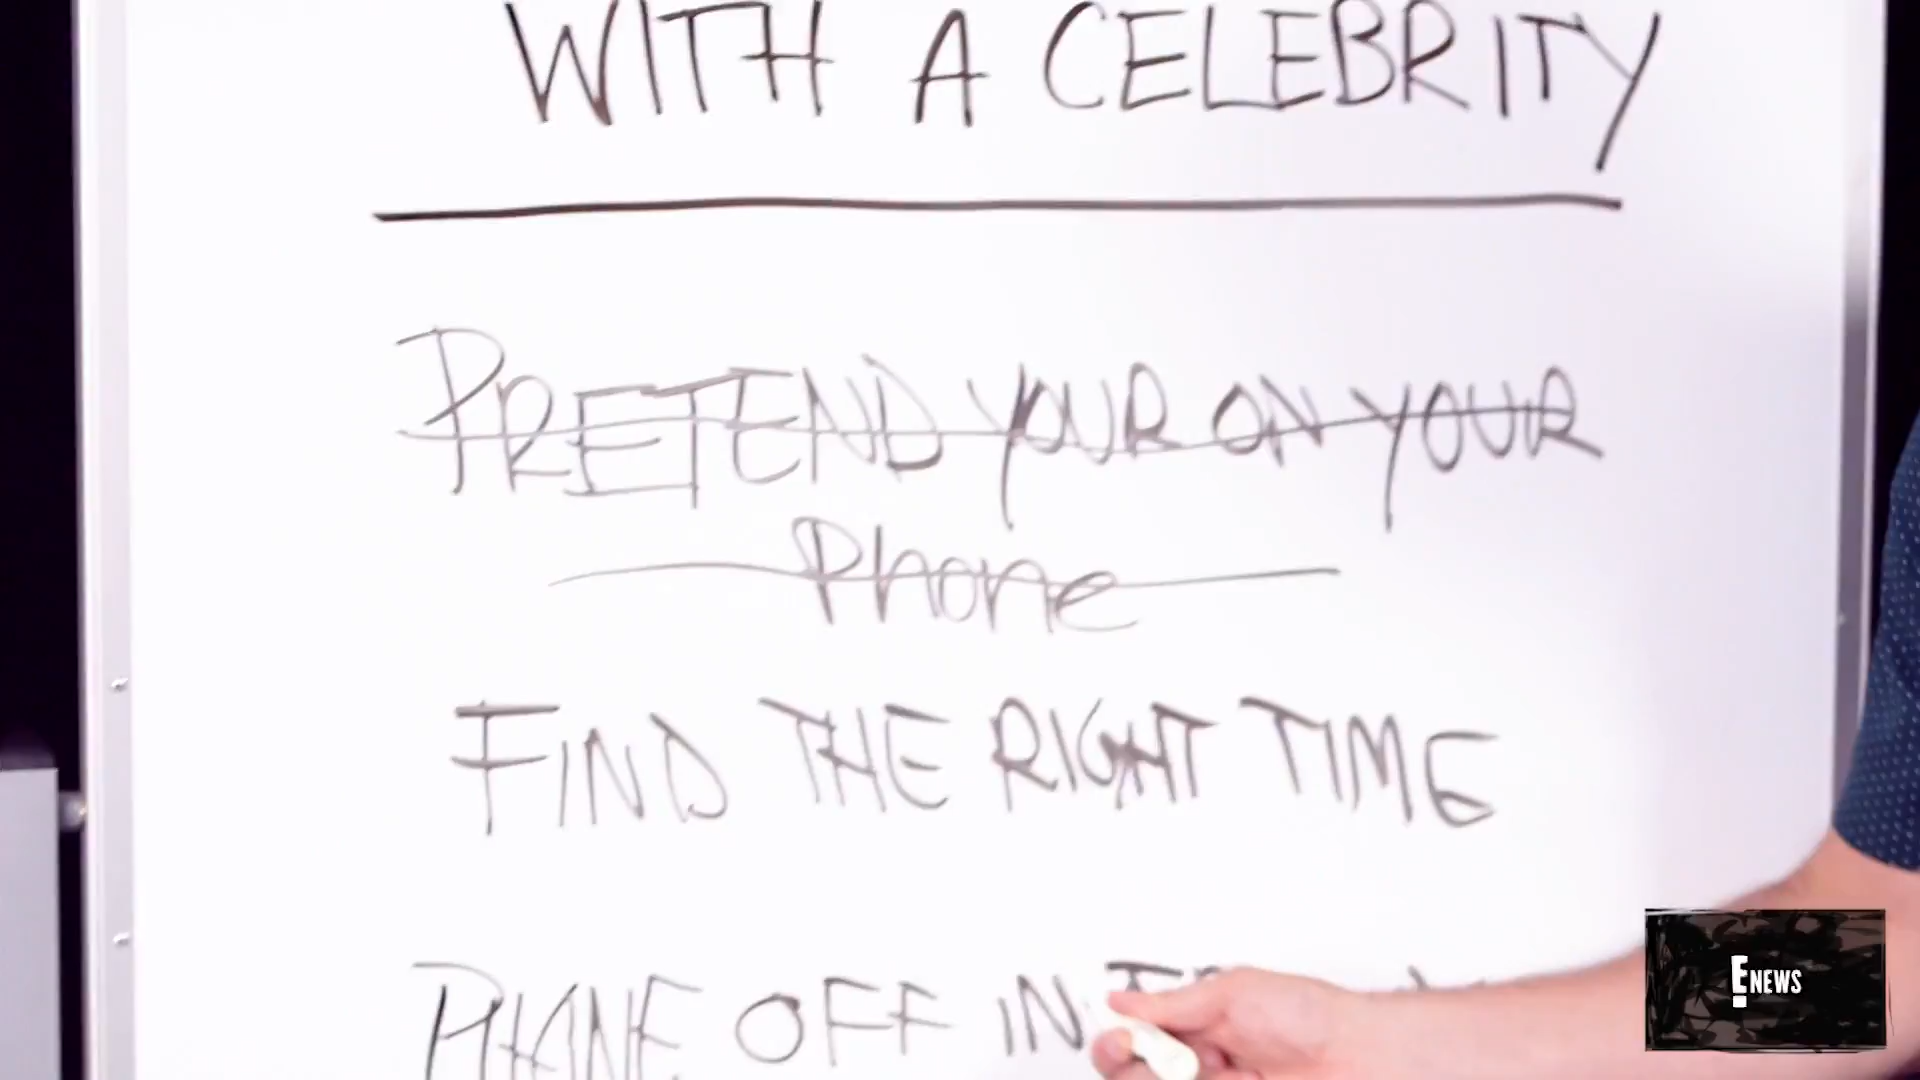 WITH A CELEBRITY
PRETEND YOUR ON YOUR
Phone
FIND THE RIGHT TIME
PHONE OFF IN
E! NEWS